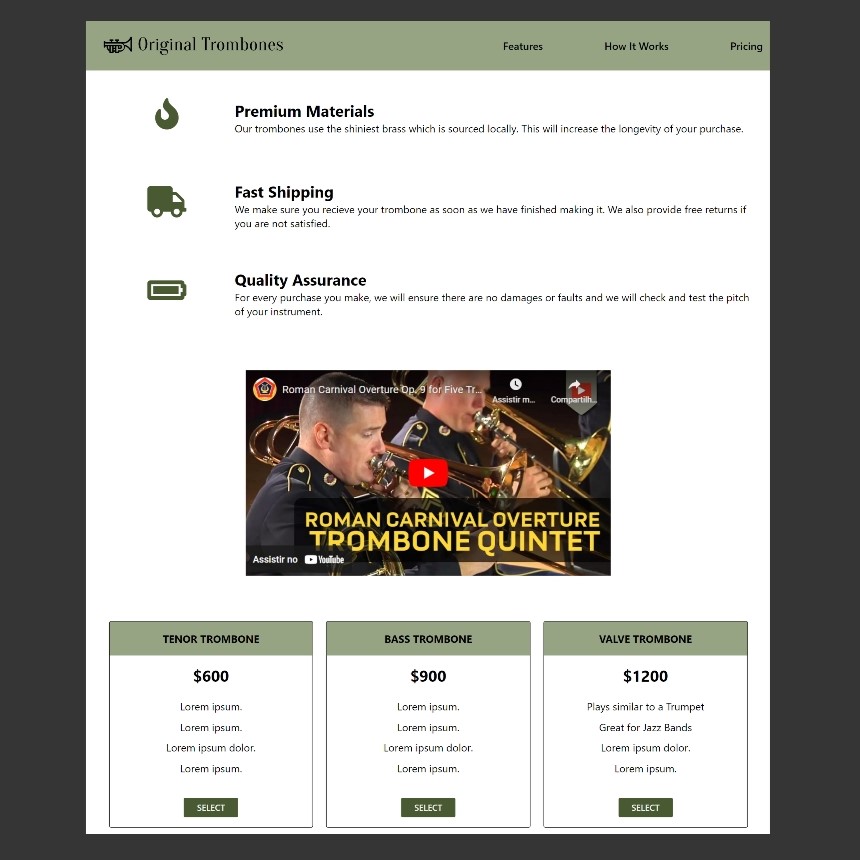 Original Trombones
Features
How It Works
Pricing
Premium Materials
Our trombones use the shiniest brass which is sourced locally. This will increase the longevity of your purchase.
Fast Shipping
We make sure you recieve your trombone as soon as we have finished making it. We also provide free returns if
you are not satisfied.
Quality Assurance
For every purchase you make, we will ensure there are no damages or faults and we will check and test the pitch
of your instrument.
Roman Carnival Overture Op. 9 for Five Tr...
Assistir m...
Compartilh...
ROMAN CARNIVAL OVERTURE
TROMBONE QUINTET
Assistir no YouTube
TENOR TROMBONE
$600
Lorem ipsum.
Lorem ipsum.
Lorem ipsum dolor.
Lorem ipsum.
SELECT
BASS TROMBONE
$900
Lorem ipsum.
Lorem ipsum.
Lorem ipsum dolor.
Lorem ipsum.
SELECT
VALVE TROMBONE
$1200
Plays similar to a Trumpet
Great for Jazz Bands
Lorem ipsum dolor.
Lorem ipsum.
SELECT